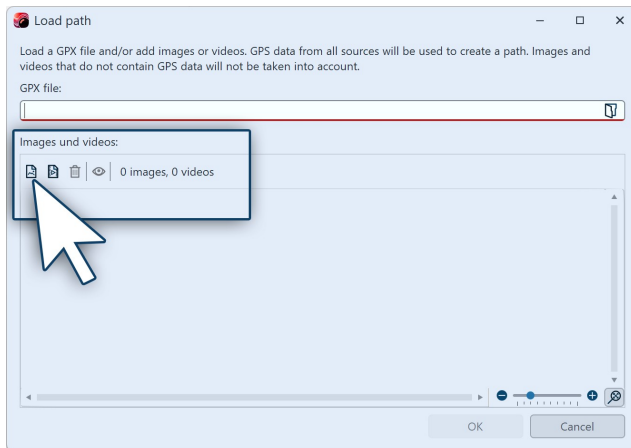 Load path
Load a GPX file and/or add images or videos. GPS data from all sources will be used to create a path. Images and
videos that do not contain GPS data will not be taken into account.
GPX file:
Images und videos:
0 images, 0 videos
OK
Cancel